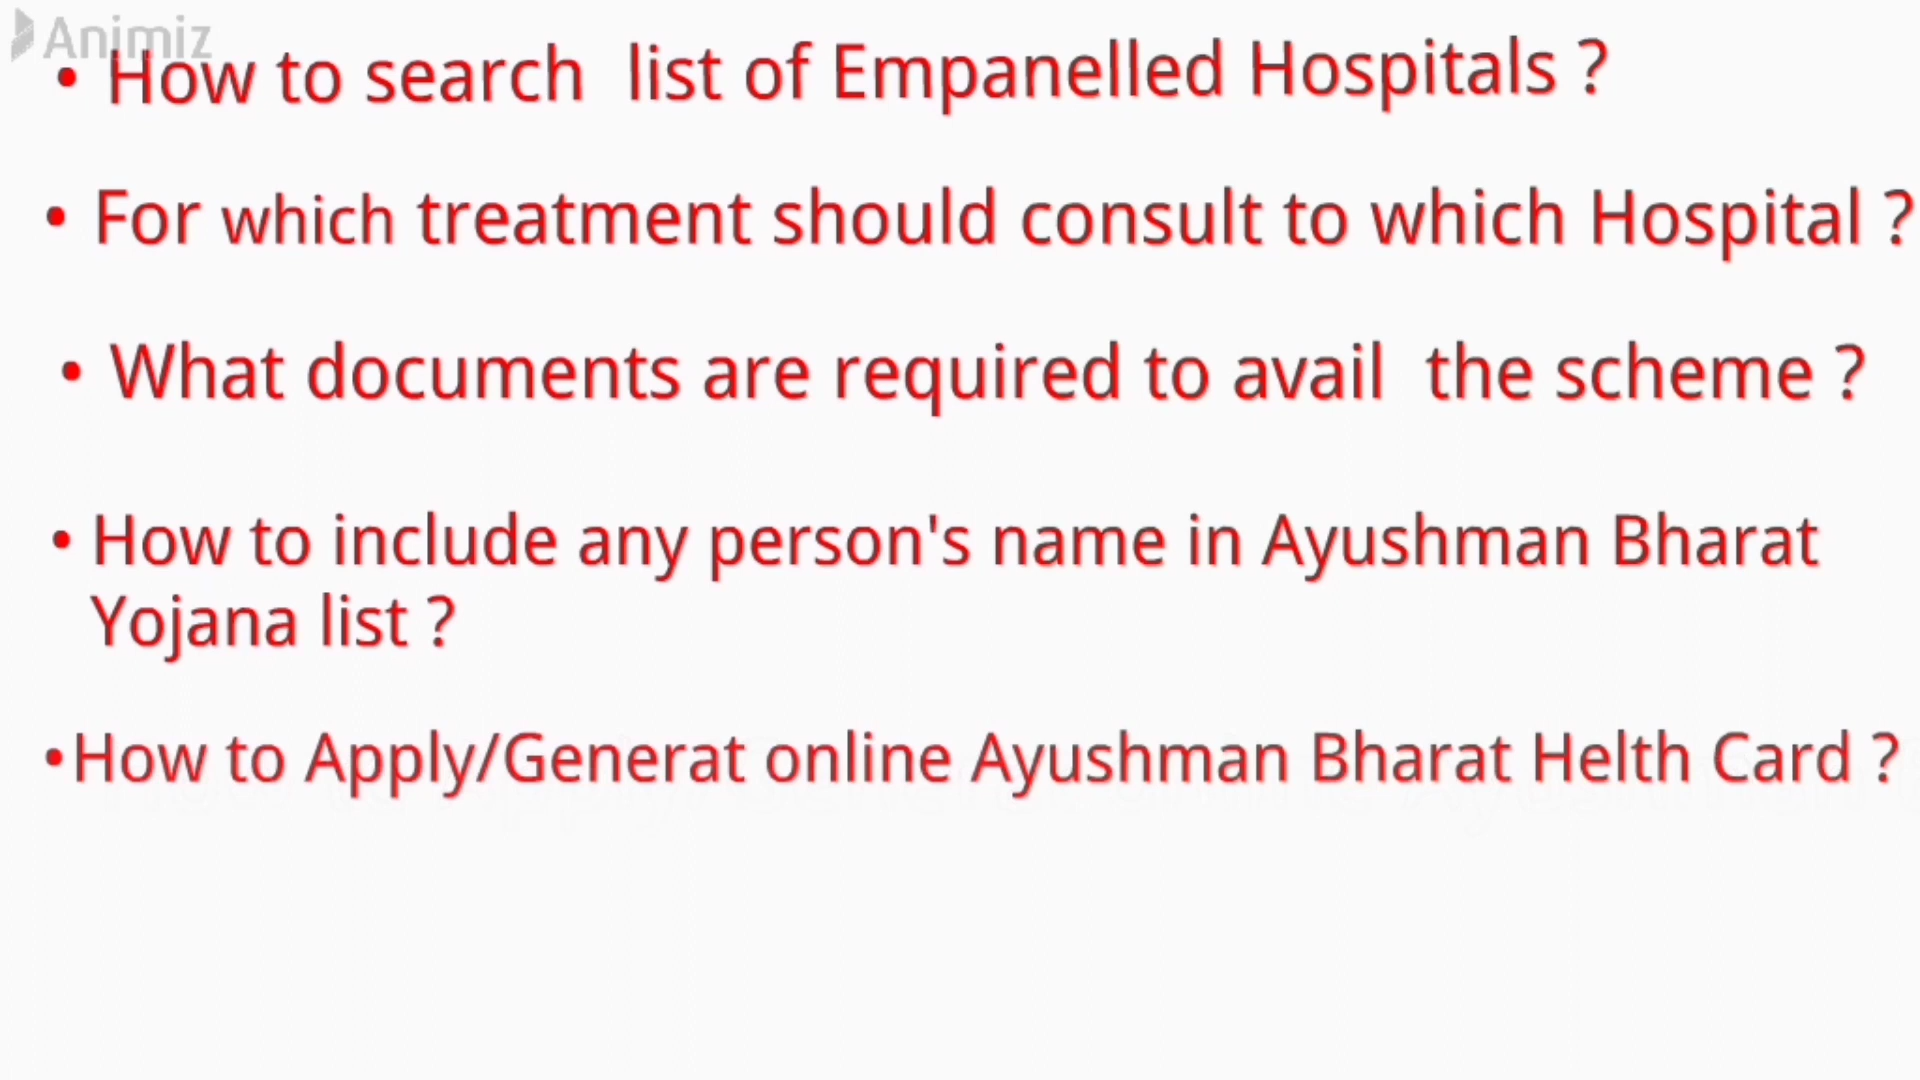 Animiz
• How to search list of Empanelled Hospitals ?
• For which treatment should consult to which Hospital ?
• What documents are required to avail the scheme ?
• How to include any person's name in Ayushman Bharat
Yojana list ?
•How to Apply/Generat online Ayushman Bharat Helth Card ?